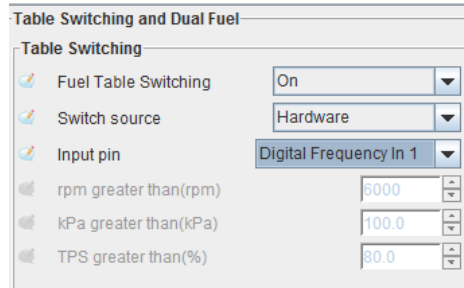 Table Switching and Dual Fuel
Table Switching
Fuel Table Switching On
Switch source Hardware
Input pin Digital Frequency In 1
rpm greater than(rpm) 6000
kPa greater than(kPa) 100.0
TPS greater than(%) 80.0